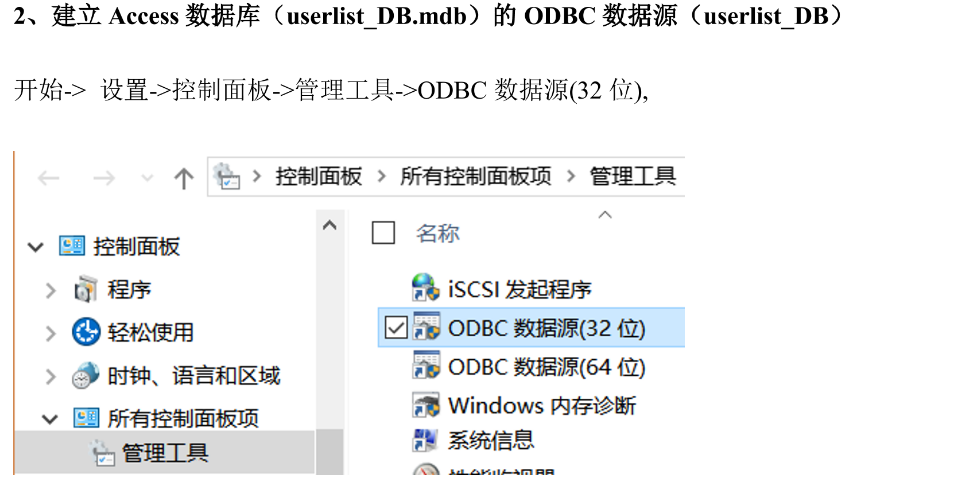 2、建立 Access 数据库（userlist_DB.mdb）的 ODBC 数据源（userlist_DB）
开始-> 设置->控制面板->管理工具->ODBC 数据源(32 位),
控制面板 > 所有控制面板项 > 管理工具
名称
控制面板
程序
轻松使用
时钟、语言和区域
所有控制面板项
管理工具
iSCSI 发起程序
ODBC 数据源(32 位)
ODBC 数据源(64 位)
Windows 内存诊断
系统信息